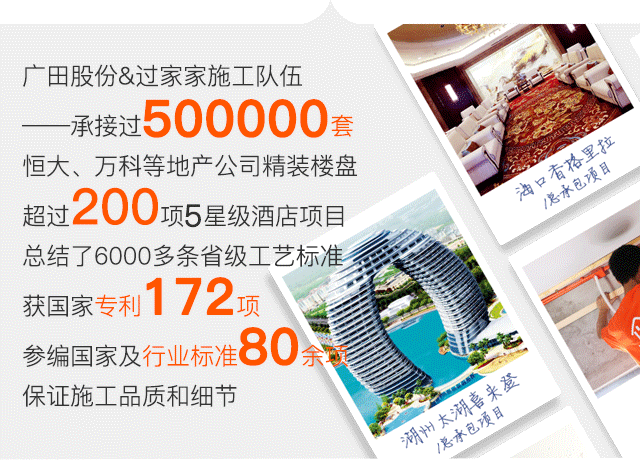 广田股份&过家家施工队伍
——承接过500000套
恒大、万科等地产公司精装楼盘
超过200项5星级酒店项目
总结了6000多条省级工艺标准
获国家专利172项
参编国家及行业标准80余项
保证施工品质和细节
海口香格里拉
总承包项目
湖州太湖喜来登
总承包项目